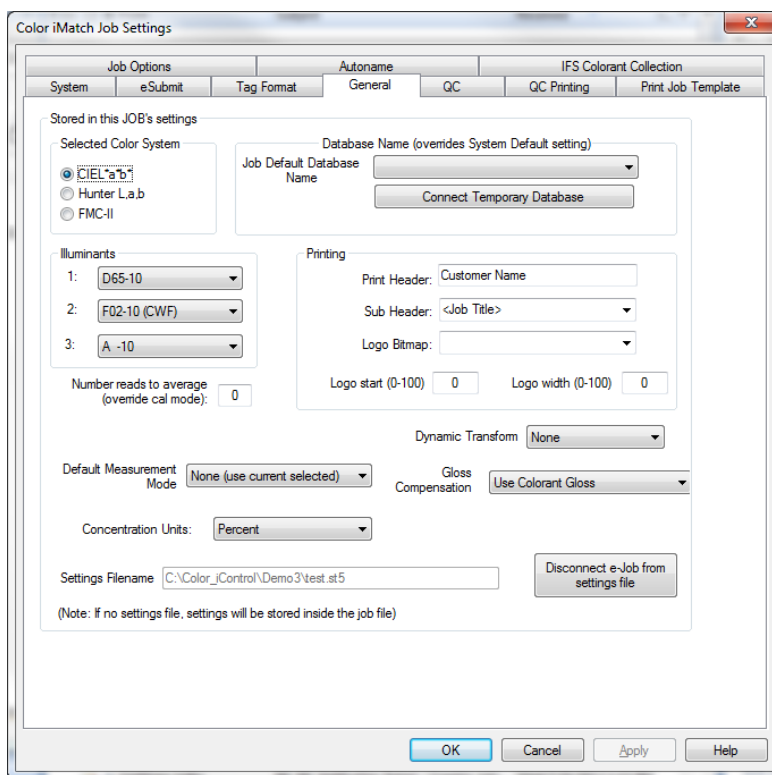 Color iMatch Job Settings
Job Options
Autoname
IFS Colorant Collection
System
eSubmit
Tag Format
General
QC
QC Printing
Print Job Template
Stored in this JOB's settings
Selected Color System
CIEL*a*b*
Hunter L,a,b
FMC-II
Database Name (overrides System Default setting)
Job Default Database
Name
Connect Temporary Database
Illuminants
1: D65-10
2: F02-10 (CWF)
3: A -10
Number reads to average
(override cal mode): 0
Printing
Print Header: Customer Name
Sub Header: <Job Title>
Logo Bitmap:
Logo start (0-100) 0 Logo width (0-100) 0
Dynamic Transform None
Default Measurement
Mode
None (use current selected)
Gloss
Compensation
Use Colorant Gloss
Concentration Units: Percent
Settings Filename C:\Color_iControl\Demo3\test.st5
Disconnect e-Job from
settings file
(Note: If no settings file, settings will be stored inside the job file)
OK
Cancel
Apply
Help